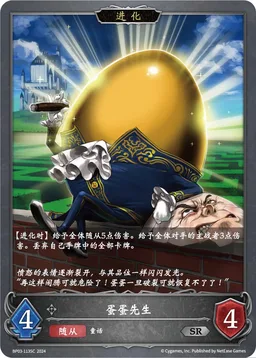 进化
【进化时】给予全体随从5点伤害。给予全体对手的主战者3点伤
害。丢弃自己手牌中的全部卡牌。
愤怒的表情逐渐裂开,与其品位一样闪闪发光。
"再这样闹腾可就危险了!蛋蛋一旦破裂可就恢复不了了!"
4
蛋蛋先生
4
随从 童话
SR
BP03-113SC 2024
© Cygames, Inc. Published by NetEase Games